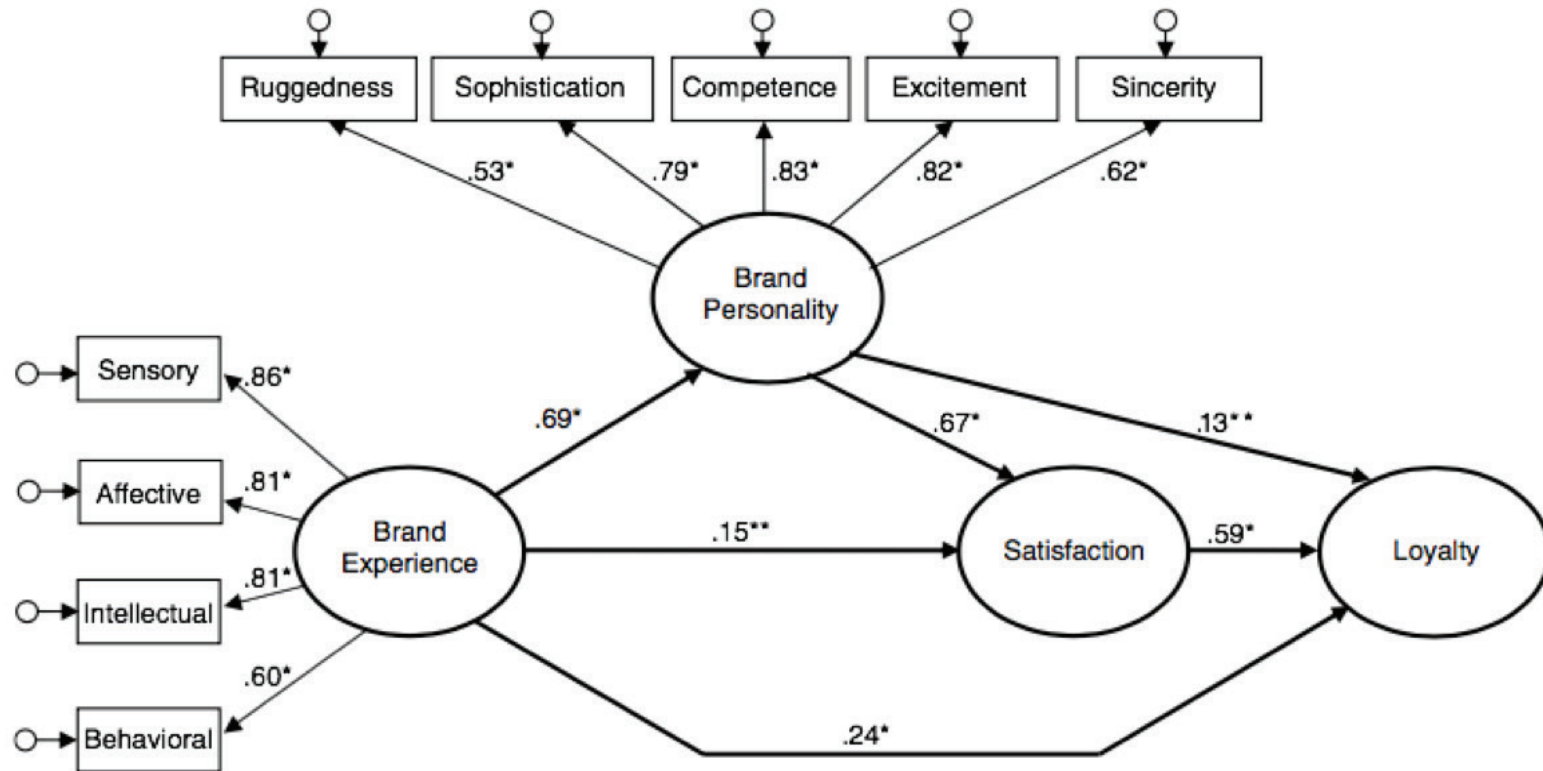 Ruggedness
Sophistication
Competence
Excitement
Sincerity
.53*
.79*
.83*
.82*
.62*
Brand
Personality
Sensory
.86*
.69*
.67*
.13**
Affective
.81*
Brand
Experience
.15**
Satisfaction
.59*
Loyalty
.81*
Intellectual
.60*
Behavioral
.24*